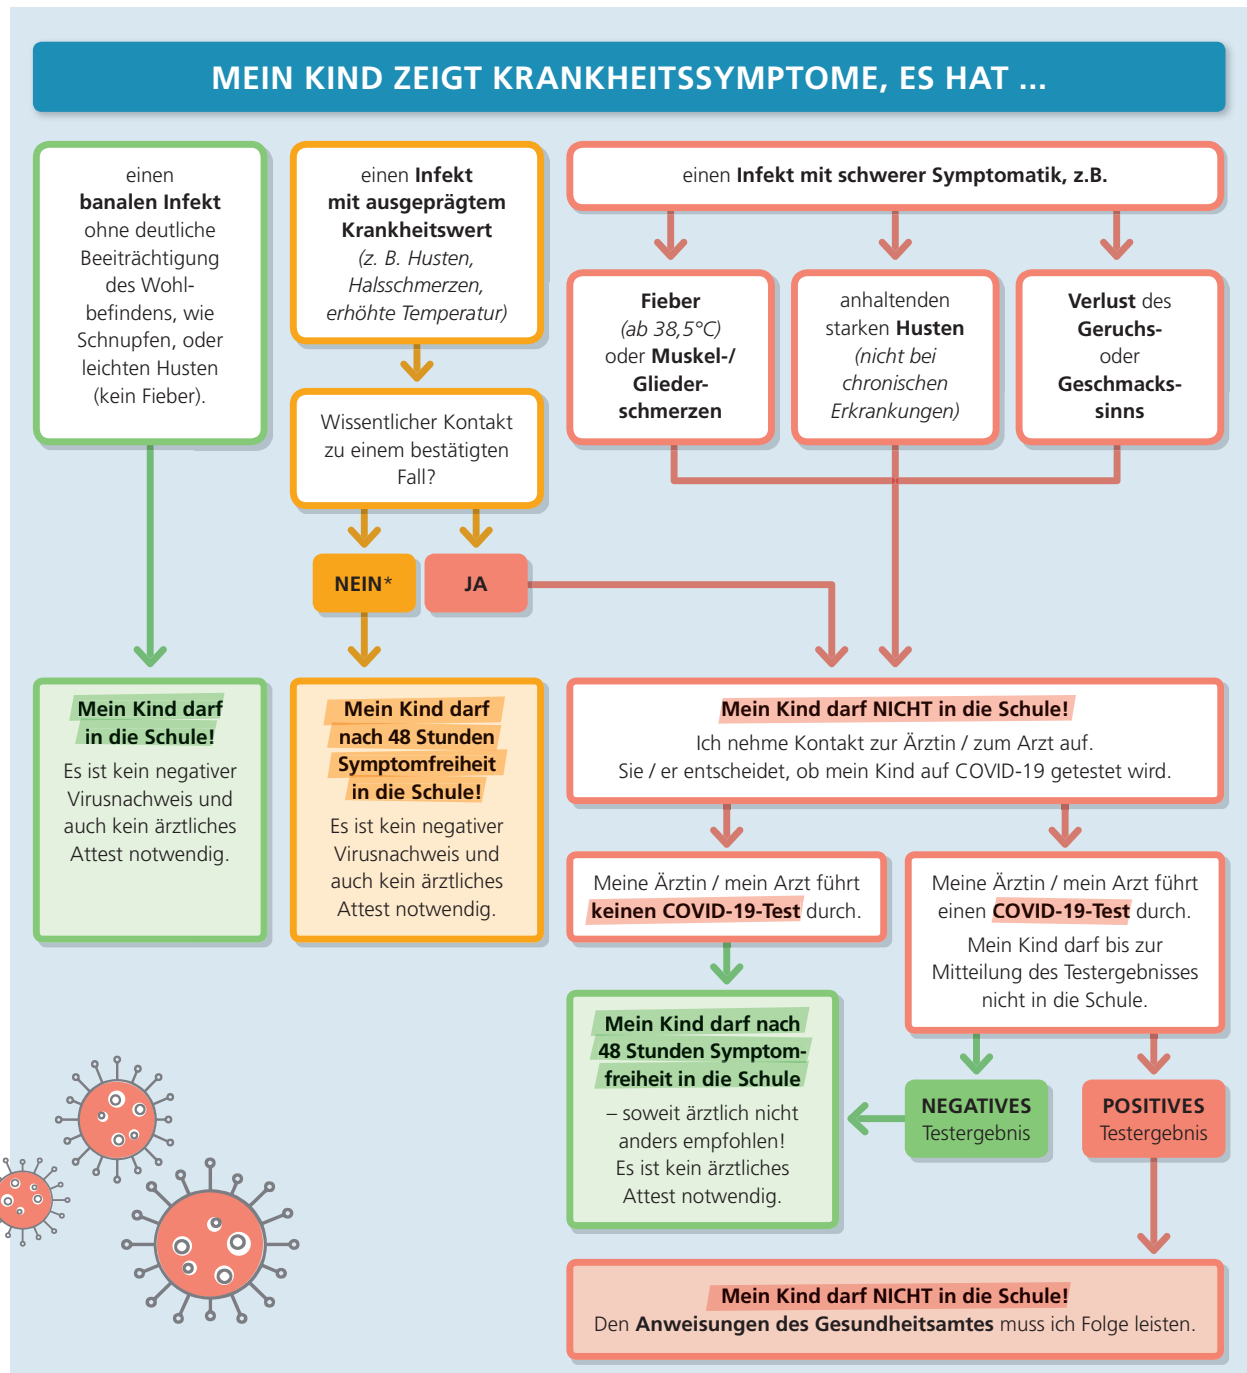 MEIN KIND ZEIGT KRANKHEITSSYMPTOME, ES HAT ...
einen
banalen Infekt
ohne deutliche
Beeiträchtigung
des Wohl-
befindens, wie
Schnupfen, oder
leichten Husten
(kein Fieber).
einen Infekt
mit ausgeprägtem
Krankheitswert
(z. B. Husten,
Halsschmerzen,
erhöhte Temperatur)
einen Infekt mit schwerer Symptomatik, z.B.
Fieber
(ab 38,5°C)
oder Muskel-/
Glieder-
schmerzen
anhaltenden
starken Husten
(nicht bei
chronischen
Erkrankungen)
Verlust des
Geruchs-
oder
Geschmacks-
sinns
Wissentlicher Kontakt
zu einem bestätigten
Fall?
NEIN*
JA
Mein Kind darf
in die Schule!
Es ist kein negativer
Virusnachweis und
auch kein ärztliches
Attest notwendig.
Mein Kind darf
nach 48 Stunden
Symptomfreiheit
in die Schule!
Es ist kein negativer
Virusnachweis und
auch kein ärztliches
Attest notwendig.
Mein Kind darf NICHT in die Schule!
Ich nehme Kontakt zur Ärztin / zum Arzt auf.
Sie / er entscheidet, ob mein Kind auf COVID-19 getestet wird.
Meine Ärztin / mein Arzt führt
keinen COVID-19-Test durch.
Meine Ärztin / mein Arzt führt
einen COVID-19-Test durch.
Mein Kind darf bis zur
Mitteilung des Testergebnisses
nicht in die Schule.
Mein Kind darf nach
48 Stunden Symptom-
freiheit in die Schule
– soweit ärztlich nicht
anders empfohlen!
Es ist kein ärztliches
Attest notwendig.
NEGATIVES
Testergebnis
POSITIVES
Testergebnis
Mein Kind darf NICHT in die Schule!
Den Anweisungen des Gesundheitsamtes muss ich Folge leisten.